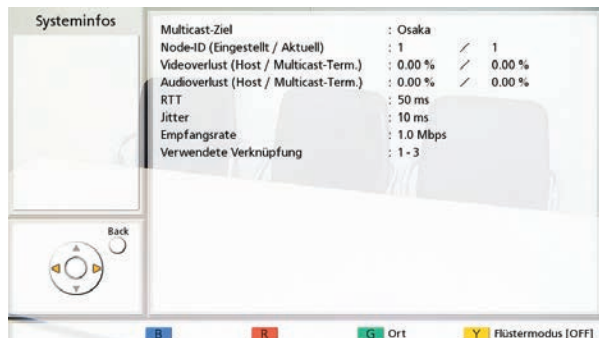 Systeminfos
Multicast-Ziel : Osaka
Node-ID (Eingestellt / Aktuell) : 1 / 1
Videoverlust (Host / Multicast-Term.) : 0.00 % / 0.00 %
Audioverlust (Host / Multicast-Term.) : 0.00 % / 0.00 %
RTT : 50 ms
Jitter : 10 ms
Empfangsrate : 1.0 Mbps
Verwendete Verknüpfung : 1 - 3
Back
B R G Ort Y Flüstermodus [OFF]